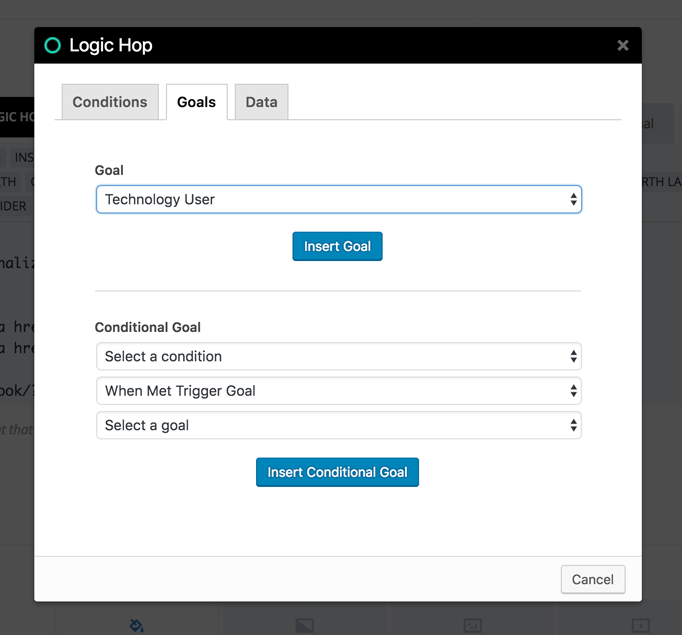 Logic Hop
×
Conditions
Goals
Data
Goal
Technology User
Insert Goal
Conditional Goal
Select a condition
When Met Trigger Goal
Select a goal
Insert Conditional Goal
Cancel